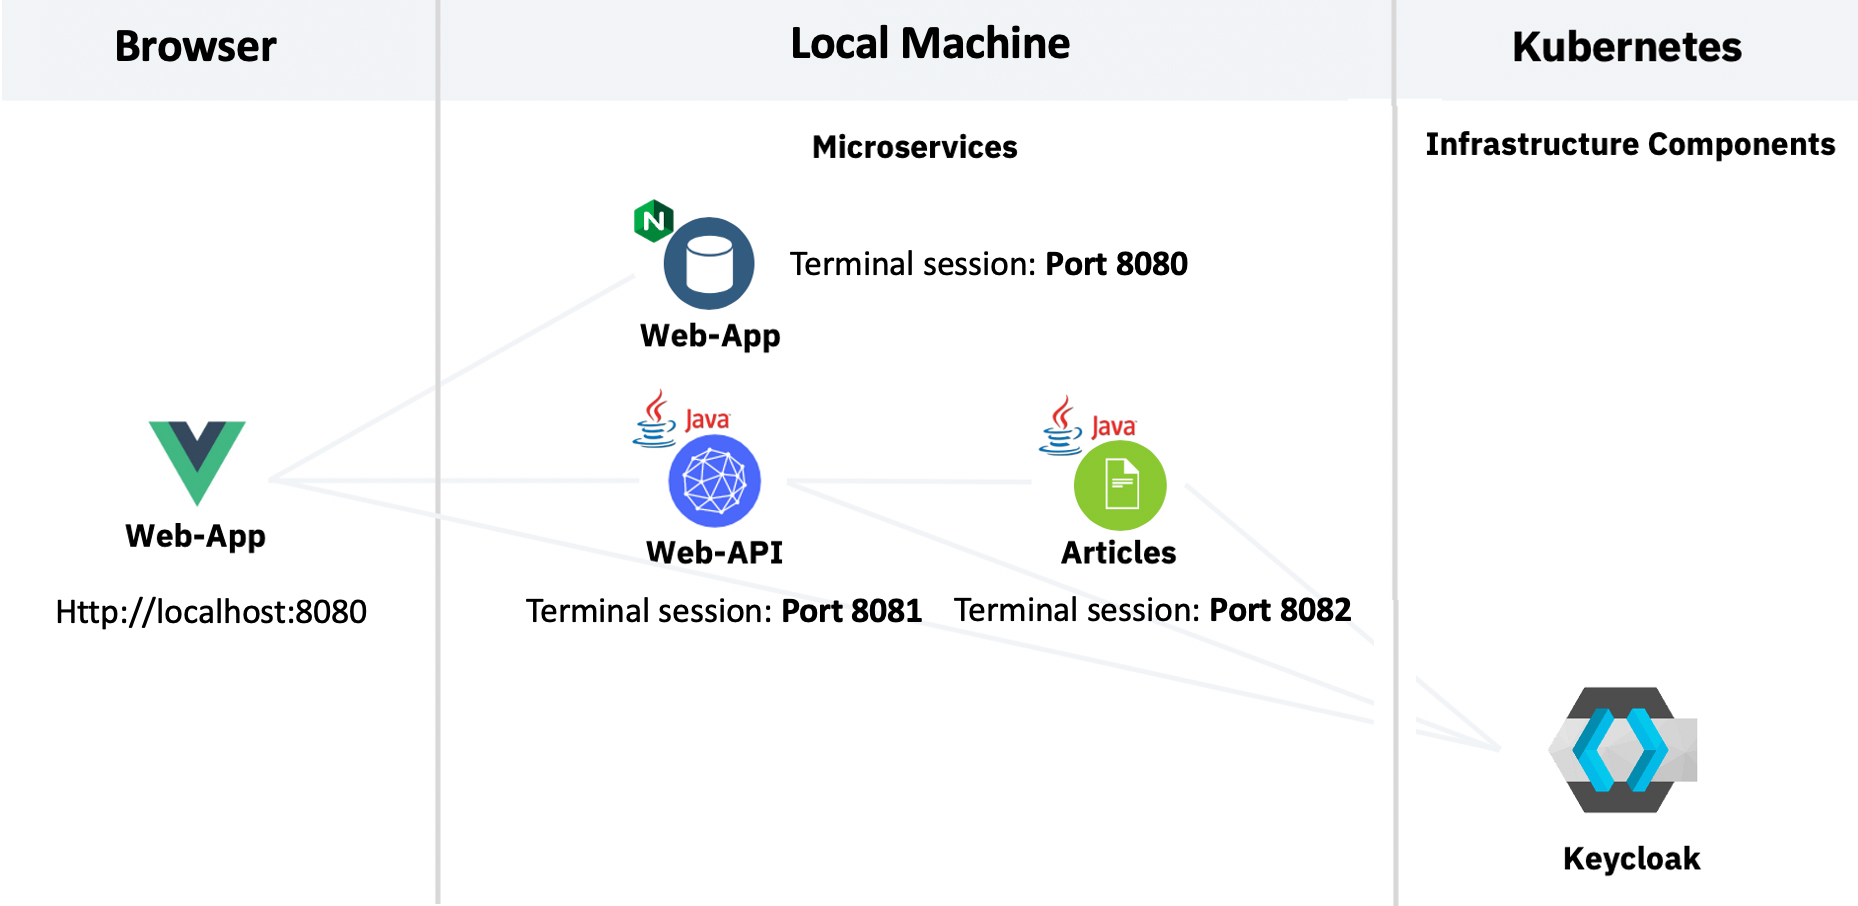 Browser
Local Machine
Kubernetes
Microservices
Infrastructure Components
N
Terminal session: Port 8080
Web-App
Java
Java
Web-App
Web-API
Articles
Http://localhost:8080
Terminal session: Port 8081
Terminal session: Port 8082
Keycloak